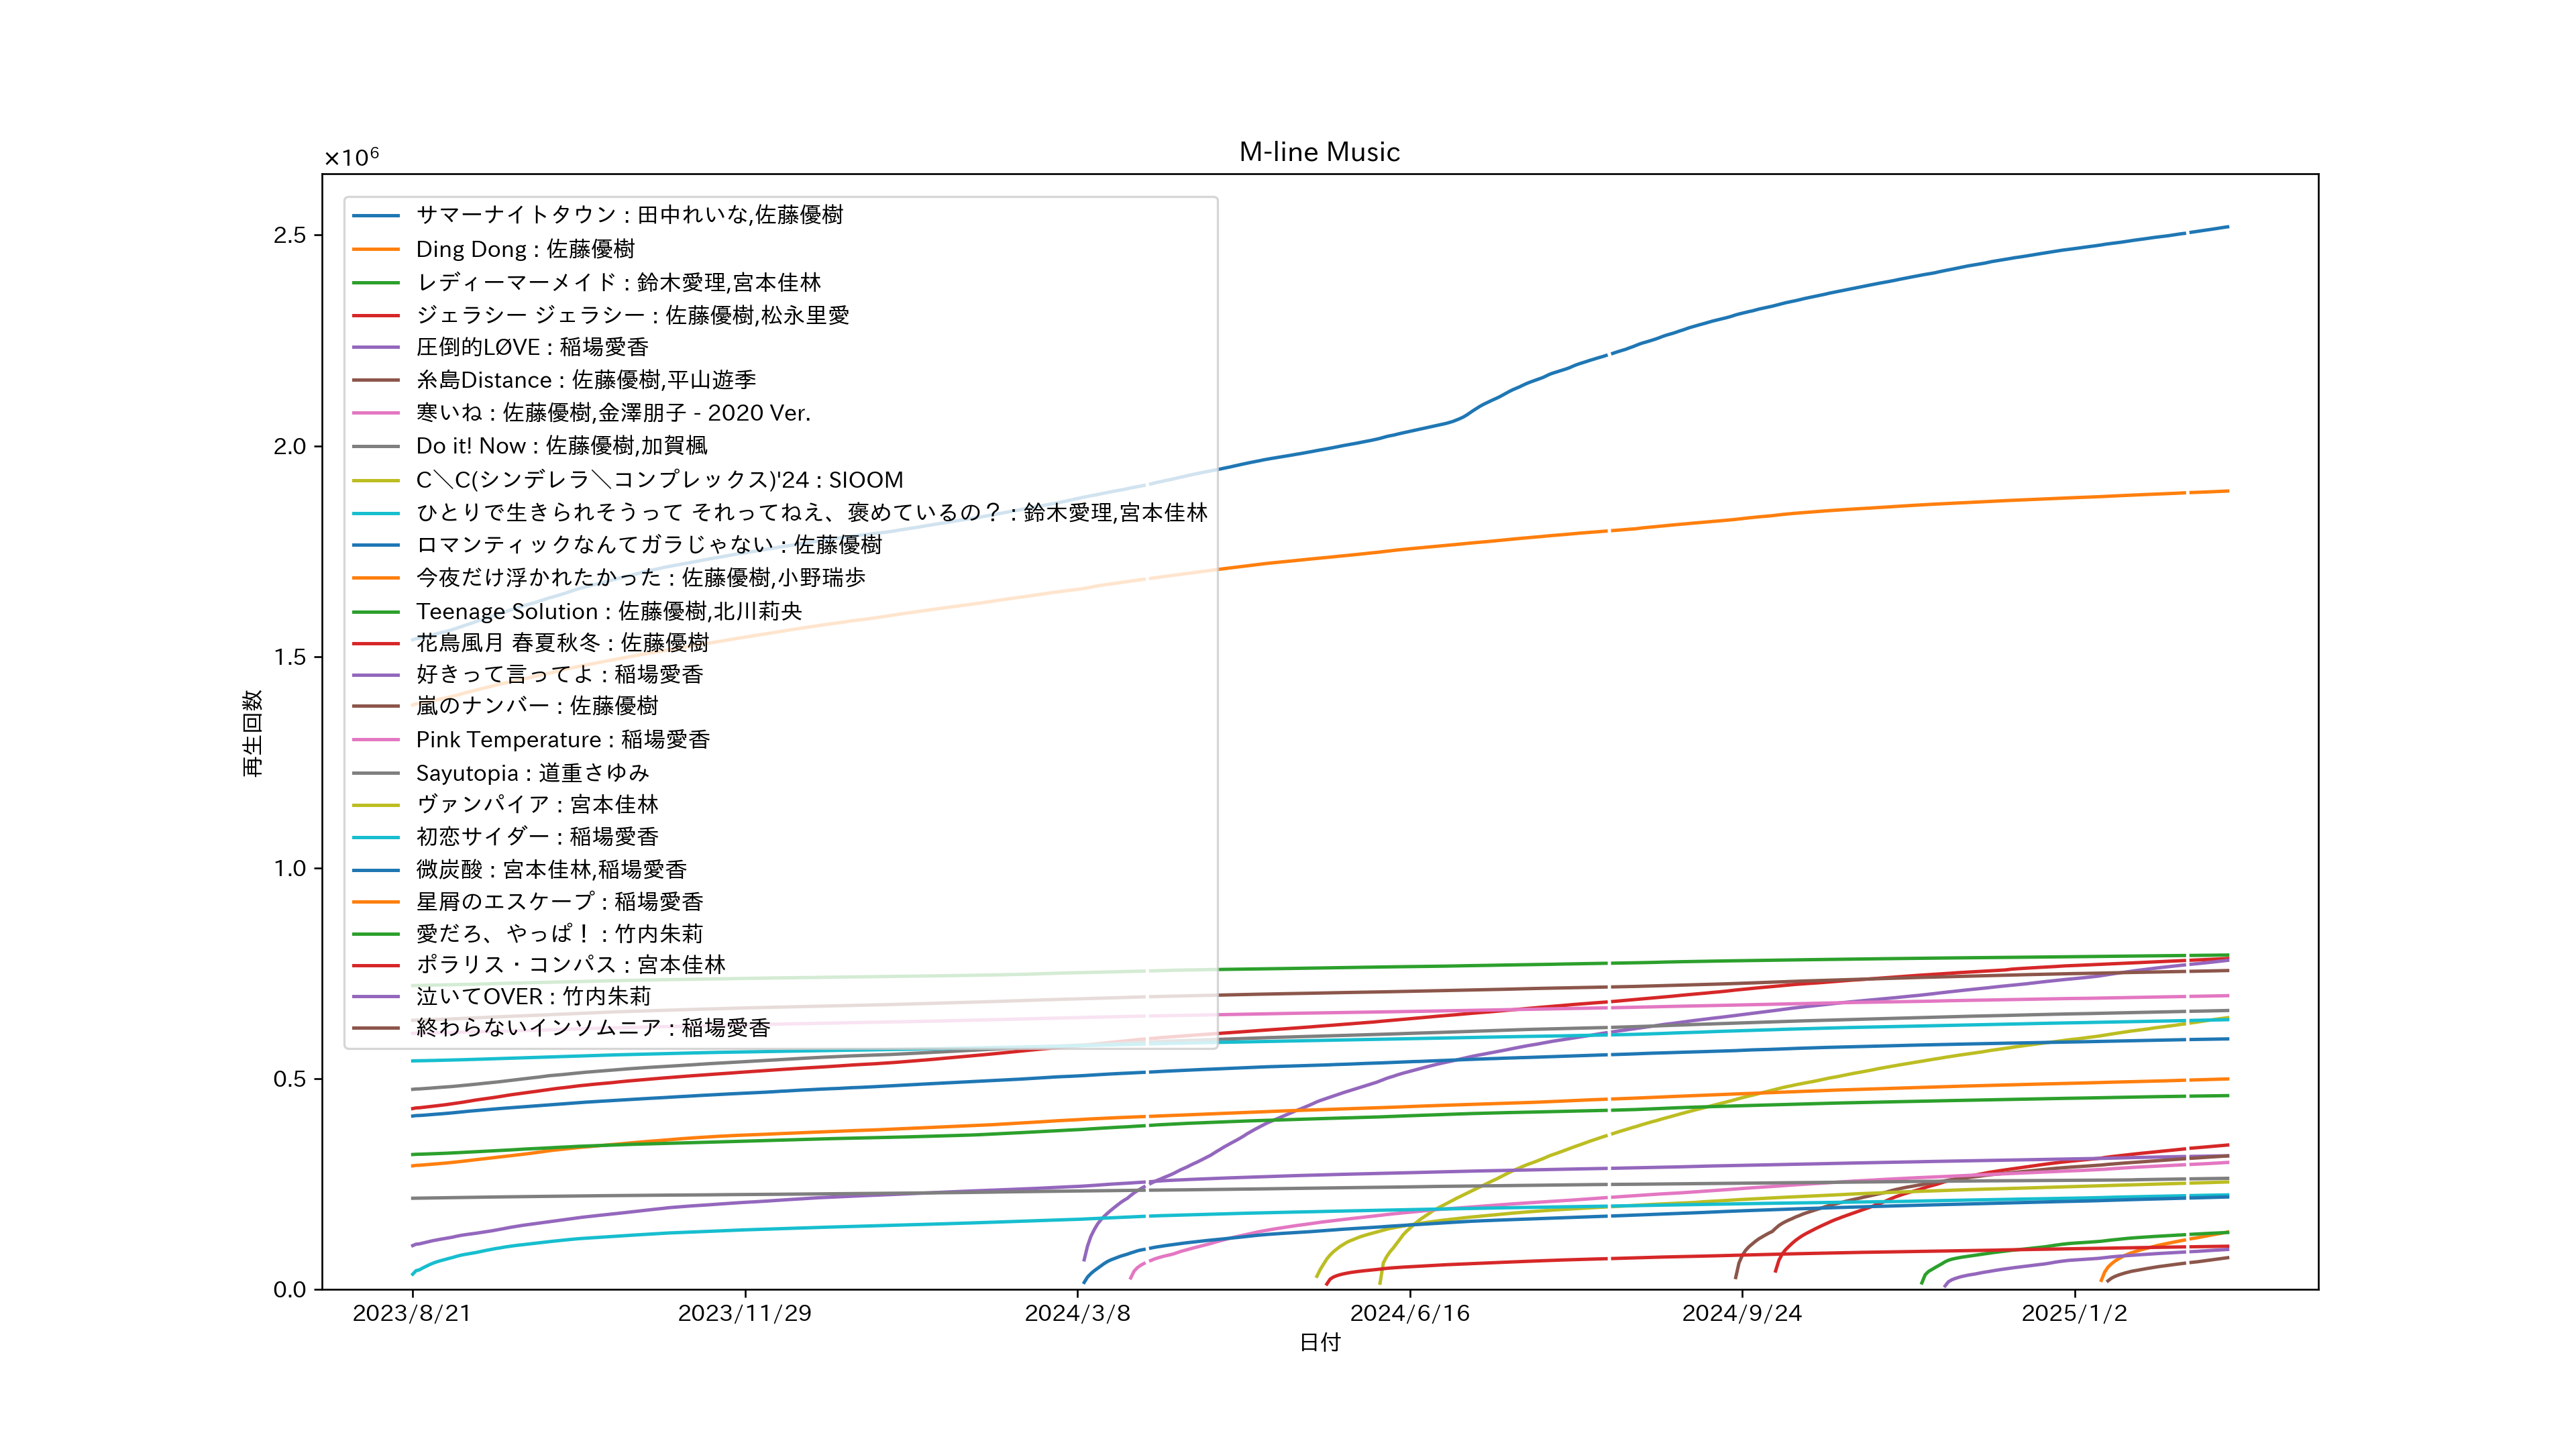 M-line Music
×10⁶
2.5
2.0
1.5
1.0
0.5
0.0
再生回数
サマーナイトタウン : 田中れいな,佐藤優樹
Ding Dong : 佐藤優樹
レディーマーメイド : 鈴木愛理,宮本佳林
ジェラシー ジェラシー : 佐藤優樹,松永里愛
圧倒的LØVE : 稲場愛香
糸島Distance : 佐藤優樹,平山遊季
寒いね : 佐藤優樹,金澤朋子 - 2020 Ver.
Do it! Now : 佐藤優樹,加賀楓
C＼C(シンデレラ＼コンプレックス)'24 : SIOOM
ひとりで生きられそうって それってねえ、褒めているの？ : 鈴木愛理,宮本佳林
ロマンティックなんてガラじゃない : 佐藤優樹
今夜だけ浮かれたかった : 佐藤優樹,小野瑞歩
Teenage Solution : 佐藤優樹,北川莉央
花鳥風月 春夏秋冬 : 佐藤優樹
好きって言ってよ : 稲場愛香
嵐のナンバー : 佐藤優樹
Pink Temperature : 稲場愛香
Sayutopia : 道重さゆみ
ヴァンパイア : 宮本佳林
初恋サイダー : 稲場愛香
微炭酸 : 宮本佳林,稲場愛香
星屑のエスケープ : 稲場愛香
愛だろ、やっぱ！ : 竹内朱莉
ポラリス・コンパス : 宮本佳林
泣いてOVER : 竹内朱莉
終わらないインソムニア : 稲場愛香
2023/8/21
2023/11/29
2024/3/8
2024/6/16
2024/9/24
2025/1/2
日付